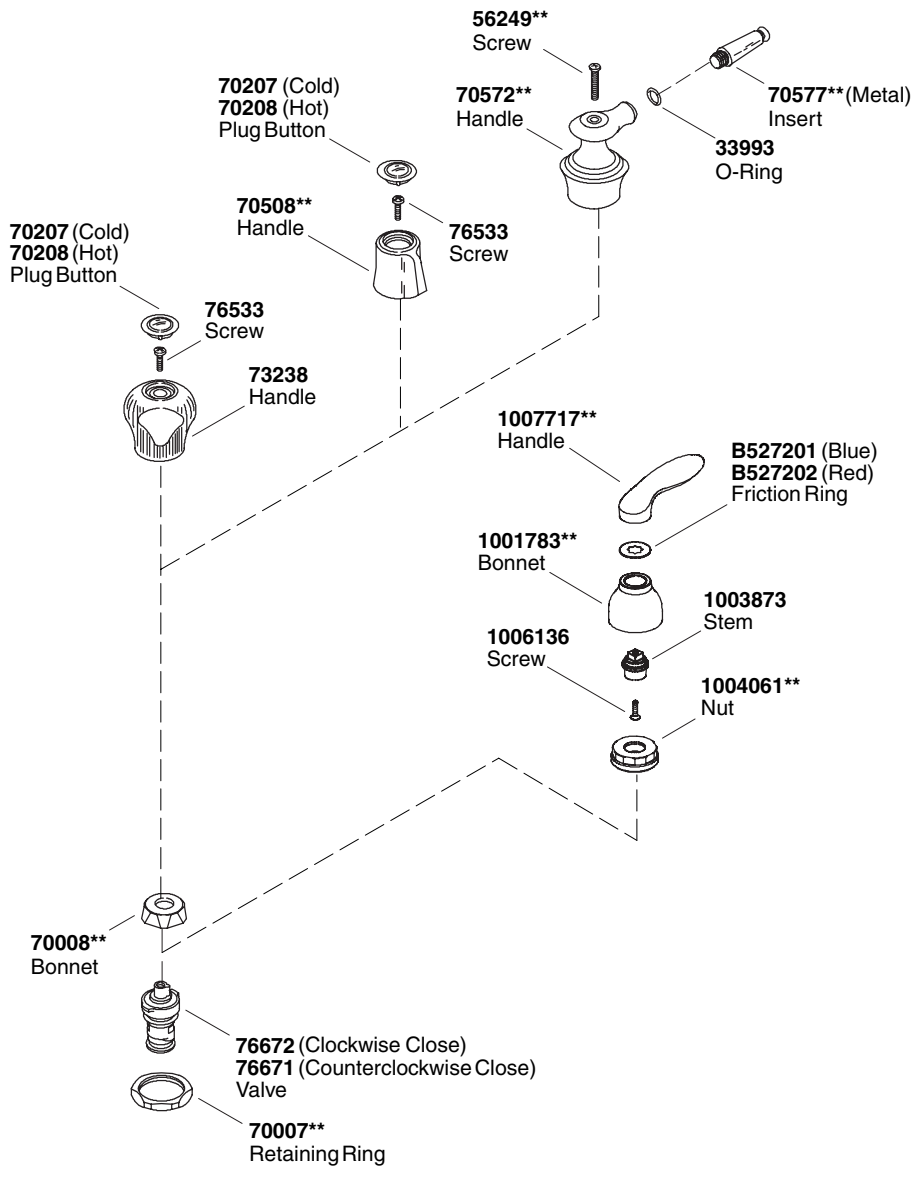 56249**
Screw
70207 (Cold)
70208 (Hot)
Plug Button
70572**
Handle
70577** (Metal)
Insert
33993
O-Ring
70508**
Handle
76533
Screw
70207 (Cold)
70208 (Hot)
Plug Button
76533
Screw
73238
Handle
1007717**
Handle
B527201 (Blue)
B527202 (Red)
Friction Ring
1001783**
Bonnet
1003873
Stem
1006136
Screw
1004061**
Nut
70008**
Bonnet
76672 (Clockwise Close)
76671 (Counterclockwise Close)
Valve
70007**
Retaining Ring